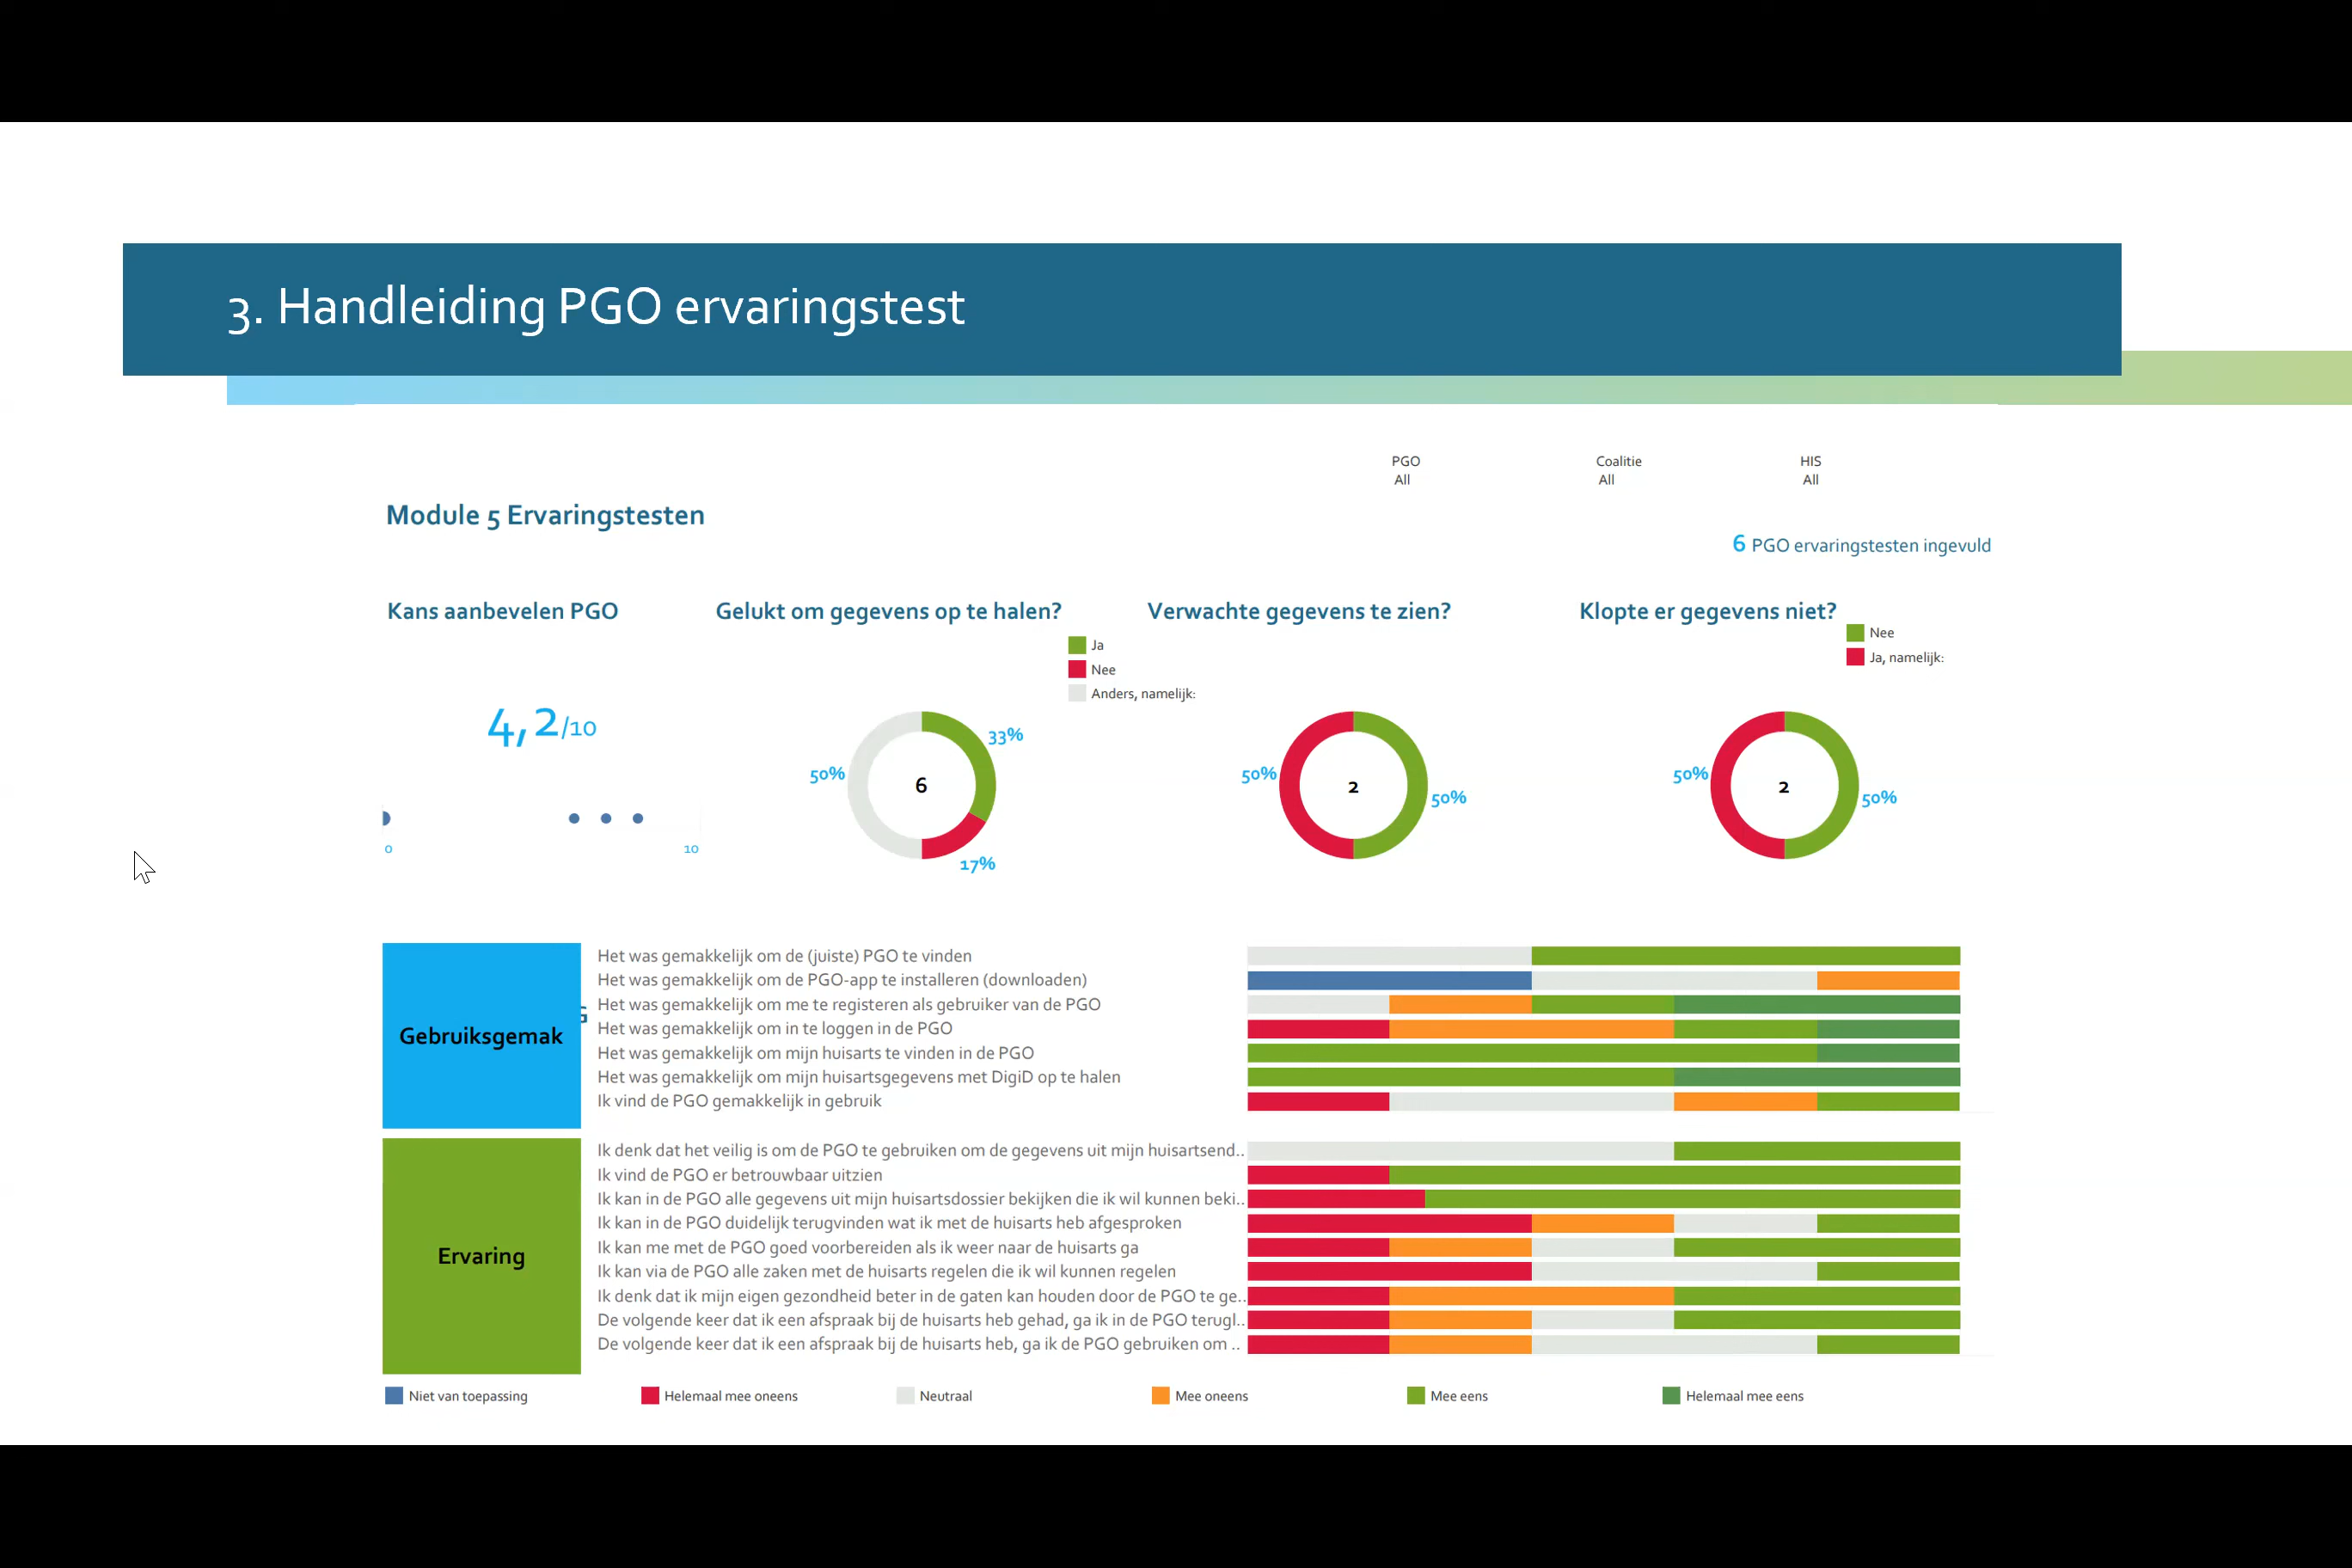 3. Handleiding PGO ervaringstest
PGO
All
Coalitie
All
HIS
All
Module 5 Ervaringstesten
6 PGO ervaringstesten ingevuld
Kans aanbevelen PGO
4,2/10
0
10
Gelukt om gegevens op te halen?
Ja
Nee
Anders, namelijk:
33%
50%
6
17%
Verwachte gegevens te zien?
50%
2
50%
Klopte er gegevens niet?
Nee
Ja, namelijk:
50%
2
50%
Gebruiksgemak
Het was gemakkelijk om de (juiste) PGO te vinden
Het was gemakkelijk om de PGO-app te installeren (downloaden)
Het was gemakkelijk om me te registeren als gebruiker van de PGO
Het was gemakkelijk om in te loggen in de PGO
Het was gemakkelijk om mijn huisarts te vinden in de PGO
Het was gemakkelijk om mijn huisartsgegevens met DigiD op te halen
Ik vind de PGO gemakkelijk in gebruik
Ervaring
Ik denk dat het veilig is om de PGO te gebruiken om de gegevens uit mijn huisartsend..
Ik vind de PGO er betrouwbaar uitzien
Ik kan in de PGO alle gegevens uit mijn huisartsdossier bekijken die ik wil kunnen beki..
Ik kan in de PGO duidelijk terugvinden wat ik met de huisarts heb afgesproken
Ik kan me met de PGO goed voorbereiden als ik weer naar de huisarts ga
Ik kan via de PGO alle zaken met de huisarts regelen die ik wil kunnen regelen
Ik denk dat ik mijn eigen gezondheid beter in de gaten kan houden door de PGO te ge..
De volgende keer dat ik een afspraak bij de huisarts heb gehad, ga ik in de PGO terugl..
De volgende keer dat ik een afspraak bij de huisarts heb, ga ik de PGO gebruiken om ..
Niet van toepassing
Helemaal mee oneens
Neutraal
Mee oneens
Mee eens
Helemaal mee eens